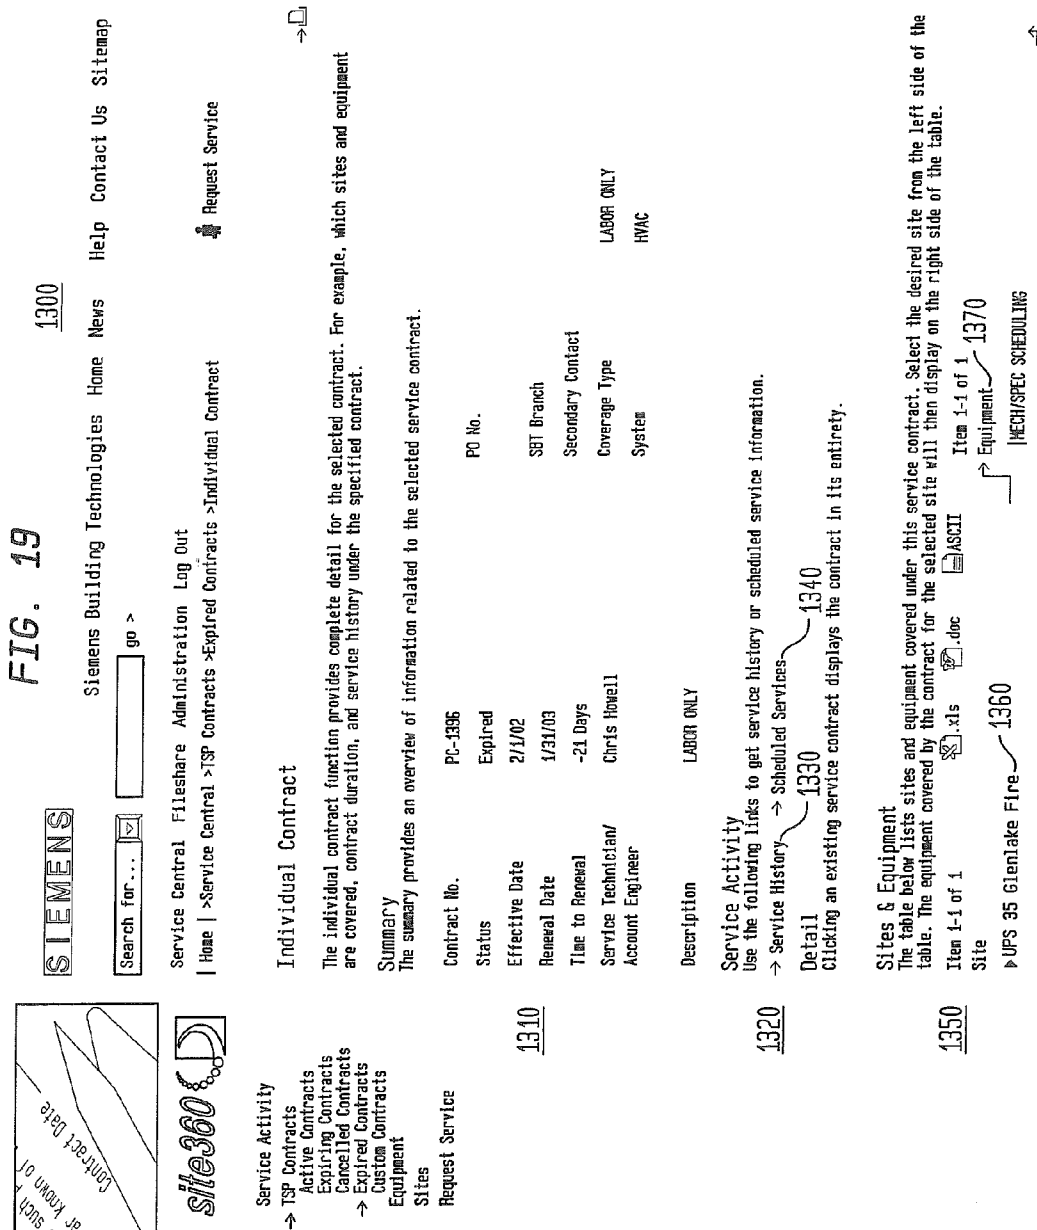 FIG. 19
1300
SIEMENS
Siemens Building Technologies Home News Help Contact Us Sitemap
Search for... go >
such
ar known of
Contract Date
site360
Service Central Fileshare Administration Log Out
| Home | >Service Central >TSP Contracts >Expired Contracts >Individual Contract
Request Service
Service Activity
→ TSP Contracts
Active Contracts
Expiring Contracts
Cancelled Contracts
→ Expired Contracts
Custom Contracts
Equipment
Sites
Request Service
Individual Contract
The individual contract function provides complete detail for the selected contract. For example, which sites and equipment
are covered, contract duration, and service history under the specified contract.
Summary
The summary provides an overview of information related to the selected service contract.
Contract No. PC-1396 PO No.
Status Expired
1310
Effective Date 2/1/02 SBT Branch
Renewal Date 1/31/03 Secondary Contact
Time to Renewal -21 Days Coverage Type LABOR ONLY
Service Technician/ Chris Howell System HVAC
Account Engineer
Description LABOR ONLY
Service Activity
Use the following links to get service history or scheduled service information.
1320
→ Service History 1330 → Scheduled Services 1340
Detail
Clicking an existing service contract displays the contract in its entirety.
Sites & Equipment
The table below lists sites and equipment covered under this service contract. Select the desired site from the left side of the
table. The equipment covered by the contract for the selected site will then display on the right side of the table.
1350
Item 1-1 of 1 .xls .doc ASCII Item 1-1 of 1
Site → Equipment 1370
▷ UPS 35 Glenlake Fire 1360 |MECH/SPEC SCHEDULING